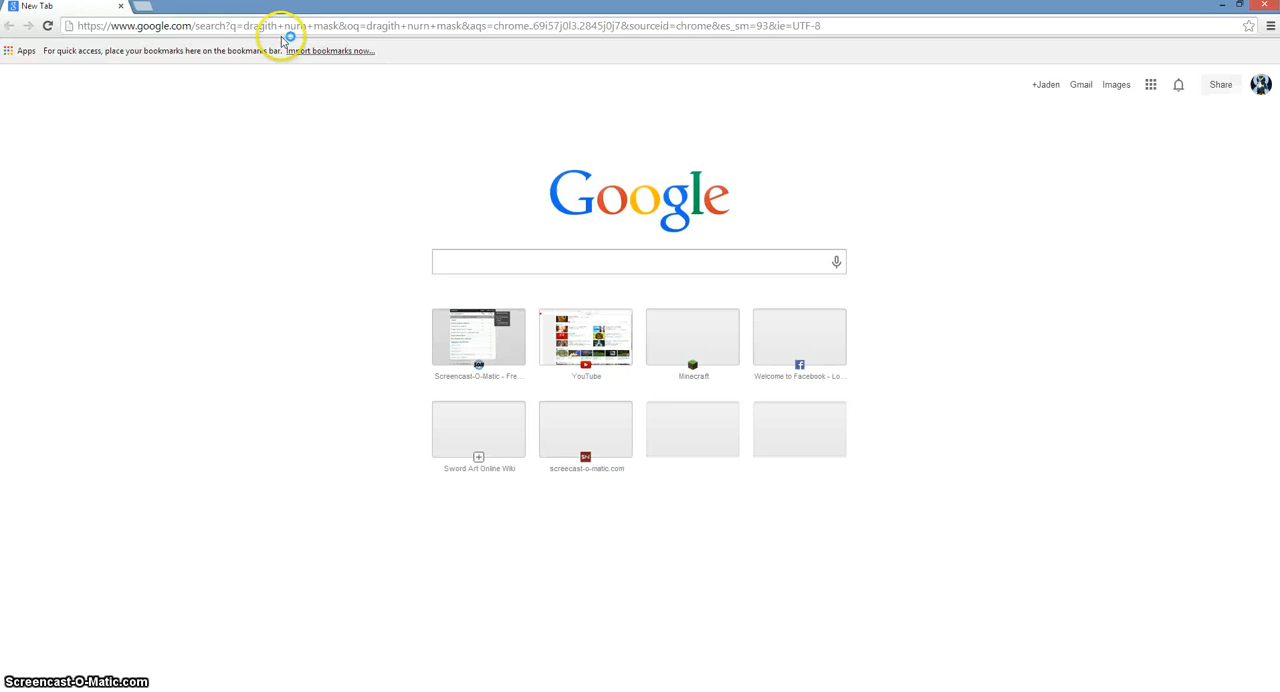 New Tab
https://www.google.com/search?q=dragith+nurn+mask&oq=dragith+nurn+mask&aqs=chrome..69i57j0l3.2845j0j7&sourceid=chrome&es_sm=93&ie=UTF-8
Apps For quick access, place your bookmarks here on the bookmarks bar. Import bookmarks now...
+Jaden Gmail Images Share
Google
Screencast-O-Matic - Fre... YouTube Minecraft Welcome to Facebook - Lo...
Sword Art Online Wiki screecast-o-matic.com
Screencast-O-Matic.com